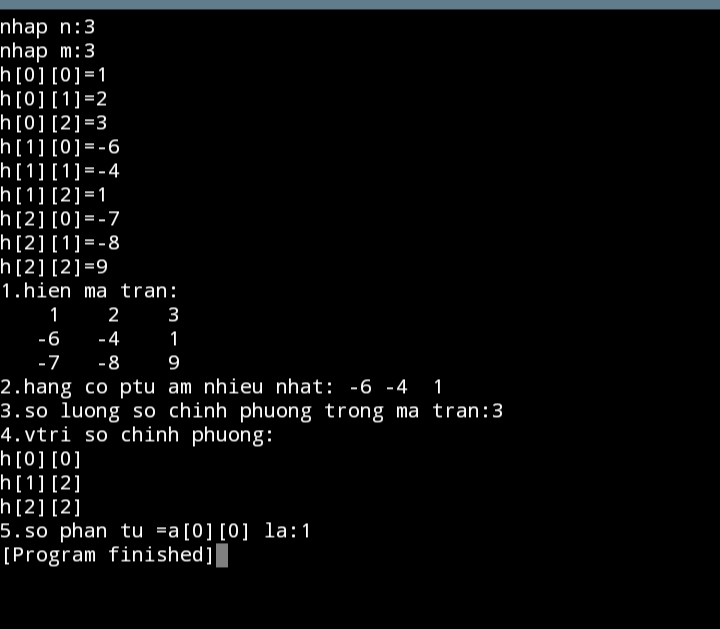 nhap n:3
nhap m:3
h[0][0]=1
h[0][1]=2
h[0][2]=3
h[1][0]=-6
h[1][1]=-4
h[1][2]=1
h[2][0]=-7
h[2][1]=-8
h[2][2]=9
1.hien ma tran:
    1    2    3
   -6   -4    1
   -7   -8    9
2.hang co ptu am nhieu nhat: -6 -4  1
3.so luong so chinh phuong trong ma tran:3
4.vtri so chinh phuong:
h[0][0]
h[1][2]
h[2][2]
5.so phan tu =a[0][0] la:1
[Program finished]